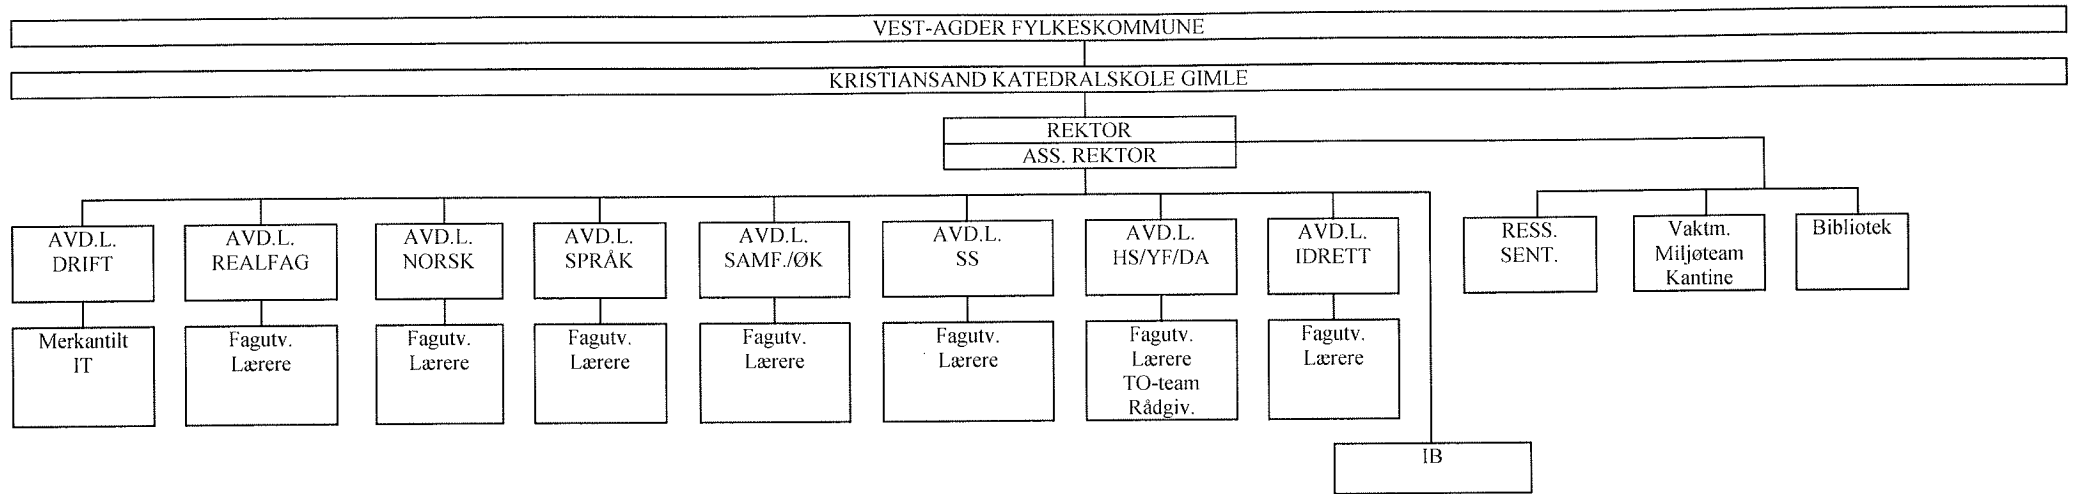 VEST-AGDER FYLKESKOMMUNE
KRISTIANSAND KATEDRALSKOLE GIMLE
REKTOR
ASS. REKTOR
AVD.L.
DRIFT
AVD.L.
REALFAG
AVD.L.
NORSK
AVD.L.
SPRÅK
AVD.L.
SAMF./ØK
AVD.L.
SS
AVD.L.
HS/YF/DA
AVD.L.
IDRETT
RESS.
SENT.
Vaktm.
Miljøteam
Kantine
Bibliotek
Merkantilt
IT
Fagutv.
Lærere
Fagutv.
Lærere
Fagutv.
Lærere
Fagutv.
Lærere
Fagutv.
Lærere
Fagutv.
Lærere
TO-team
Rådgiv.
Fagutv.
Lærere
IB